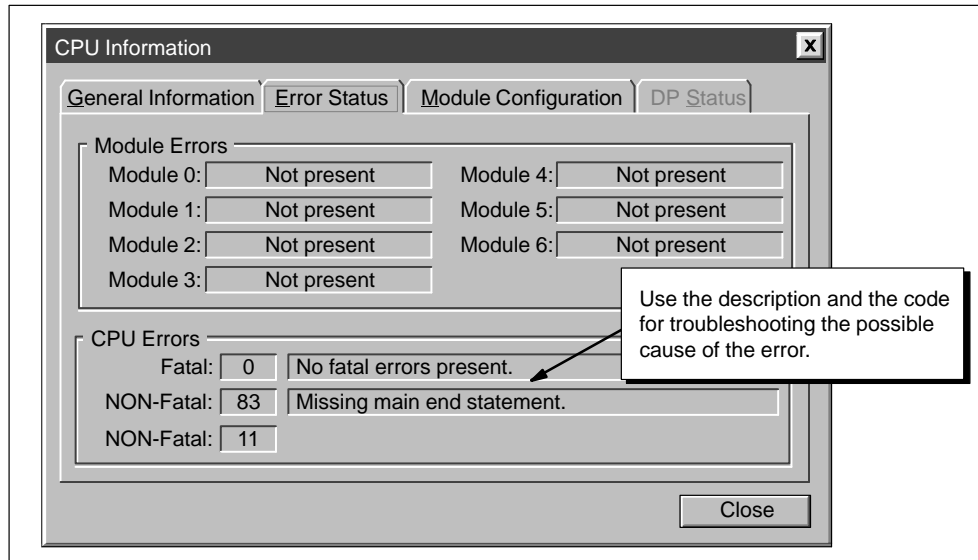 CPU Information
X
General Information Error Status Module Configuration DP Status
Module Errors
Module 0: Not present Module 4: Not present
Module 1: Not present Module 5: Not present
Module 2: Not present Module 6: Not present
Module 3: Not present
Use the description and the code
for troubleshooting the possible
cause of the error.
CPU Errors
Fatal: 0 No fatal errors present.
NON-Fatal: 83 Missing main end statement.
NON-Fatal: 11
Close